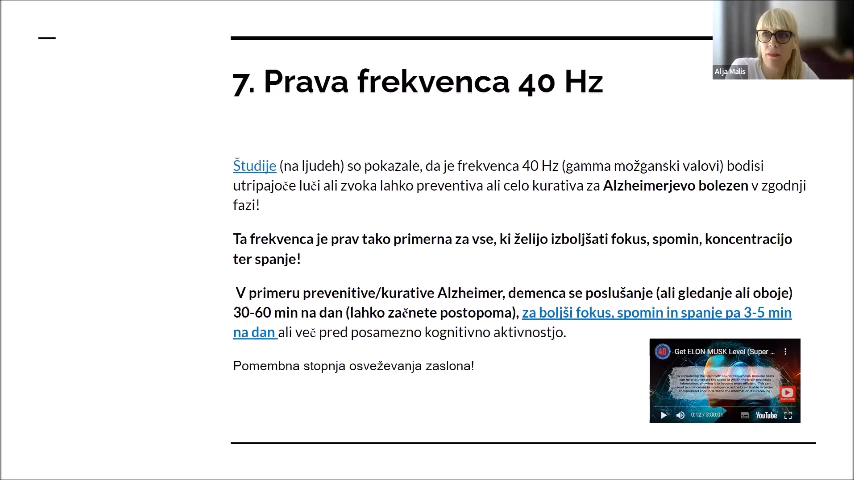 Alja Malis
7. Prava frekvenca 40 Hz
Študije (na ljudeh) so pokazale, da je frekvenca 40 Hz (gamma možganski valovi) bodisi
utripajoče luči ali zvoka lahko preventiva ali celo kurativa za Alzheimerjevo bolezen v zgodnji
fazi!
Ta frekvenca je prav tako primerna za vse, ki želijo izboljšati fokus, spomin, koncentracijo
ter spanje!
V primeru prevenitive/kurative Alzheimer, demenca se poslušanje (ali gledanje ali oboje)
30-60 min na dan (lahko začnete postopoma), za boljši fokus, spomin in spanje pa 3-5 min
na dan ali več pred posamezno kognitivno aktivnostjo.
Pomembna stopnja osveževanja zaslona!
Get ELON MUSK Level (Super ...
YouTube